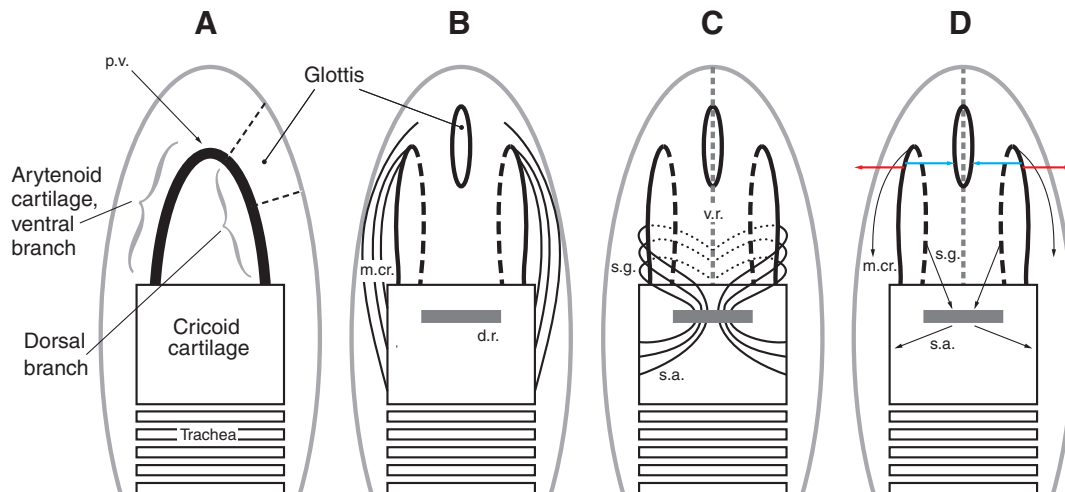 A
B
C
D
p.v.
Glottis
Arytenoid
cartilage,
ventral
branch
Dorsal
branch
Cricoid
cartilage
Trachea
m.cr.
d.r.
v.r.
s.g.
s.a.
m.cr.
s.g.
s.a.